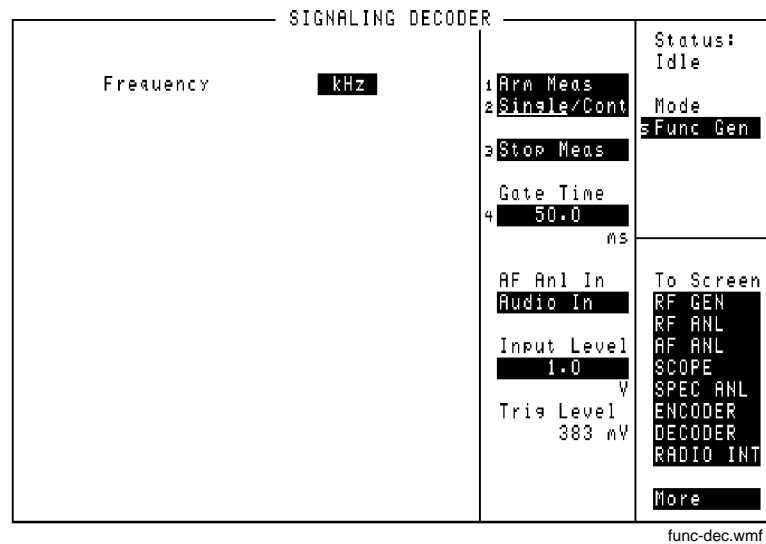 SIGNALING DECODER
Frequency kHz
1 Arm Meas
2 Single/Cont
3 Stop Meas
Gate Time
4 50.0
ms
AF Anl In
Audio In
Input Level
1.0
V
Trig Level
383 mV
Status:
Idle
Mode
5 Func Gen
To Screen
RF GEN
RF ANL
AF ANL
SCOPE
SPEC ANL
ENCODER
DECODER
RADIO INT
More
func-dec.wmf